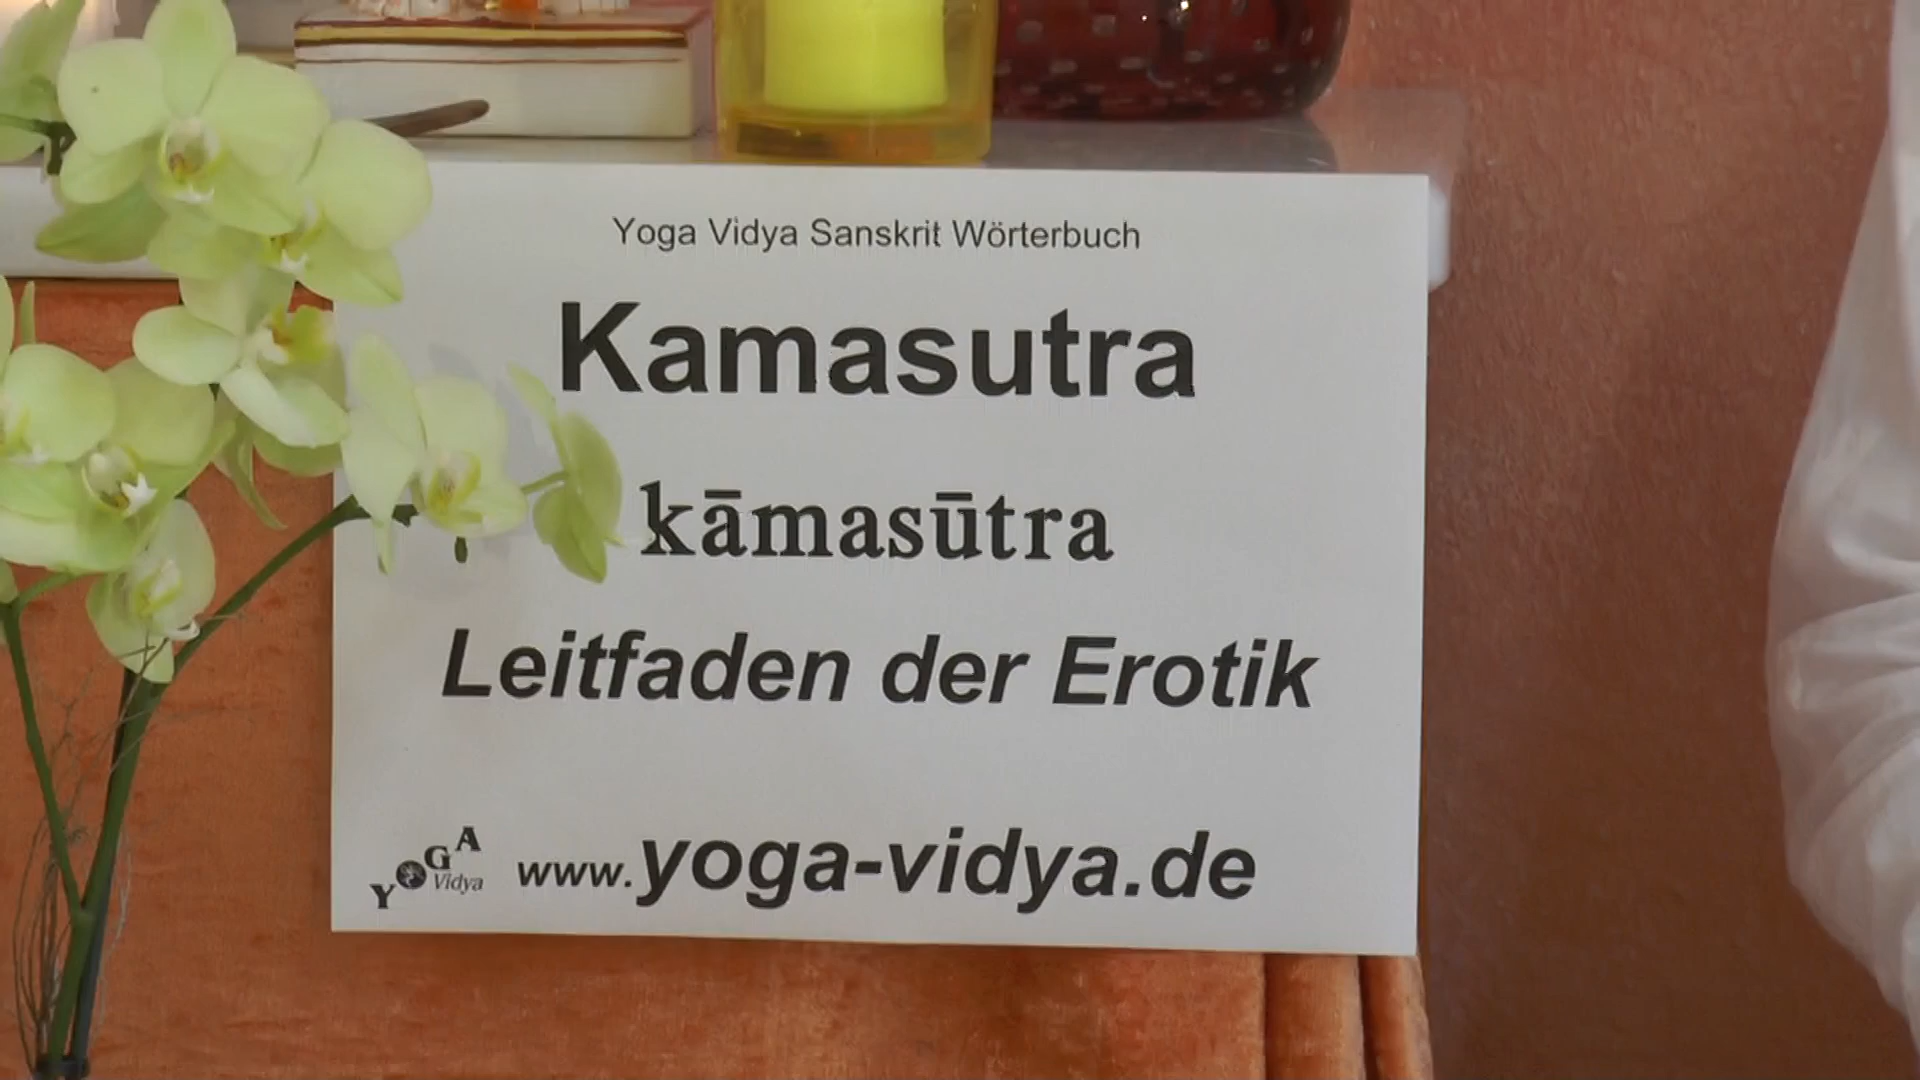 Yoga Vidya Sanskrit Wörterbuch
Kamasutra
kāmasūtra
Leitfaden der Erotik
YOGA Vidya www.yoga-vidya.de